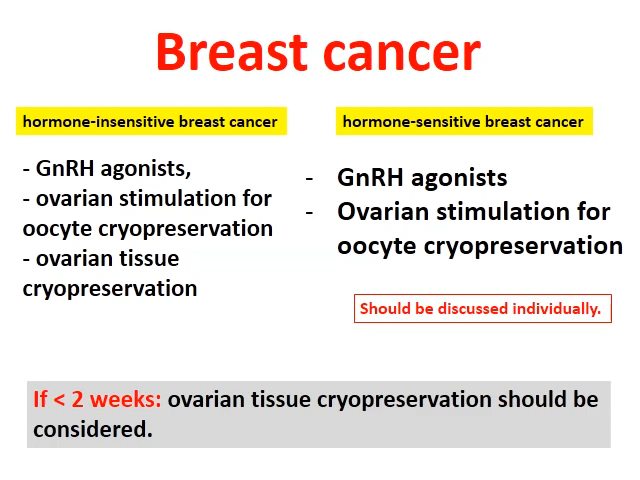 Breast cancer
hormone-insensitive breast cancer
- GnRH agonists,
- ovarian stimulation for
oocyte cryopreservation
- ovarian tissue
cryopreservation
hormone-sensitive breast cancer
- GnRH agonists
- Ovarian stimulation for
oocyte cryopreservation
Should be discussed individually.
If < 2 weeks: ovarian tissue cryopreservation should be
considered.